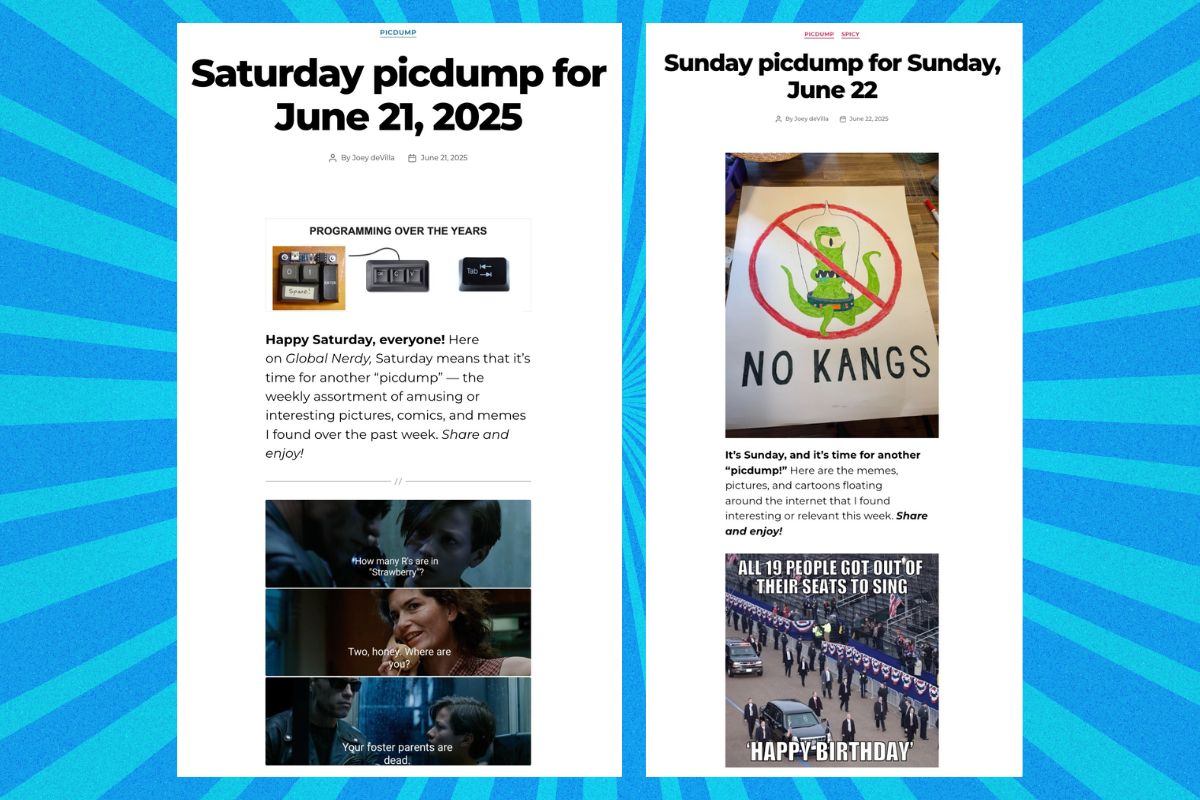 PICDUMP
Saturday picdump for
June 21, 2025
By Joey deVilla June 21, 2025
PROGRAMMING OVER THE YEARS
0 1 ENTER
Space!
C V
Tab
Happy Saturday, everyone! Here
on Global Nerdy, Saturday means that it’s
time for another “picdump” — the
weekly assortment of amusing or
interesting pictures, comics, and memes
I found over the past week. Share and
enjoy!
//
"How many R's are in
"Strawberry"?
Two, honey. Where are
you?
Your foster parents are
dead.
PICDUMP SPICY
Sunday picdump for Sunday,
June 22
By Joey deVilla June 22, 2025
NO KANGS
It’s Sunday, and it’s time for another
“picdump!” Here are the memes,
pictures, and cartoons floating
around the internet that I found
interesting or relevant this week. Share
and enjoy!
ALL 19 PEOPLE GOT OUT OF
THEIR SEATS TO SING
‘HAPPY BIRTHDAY’